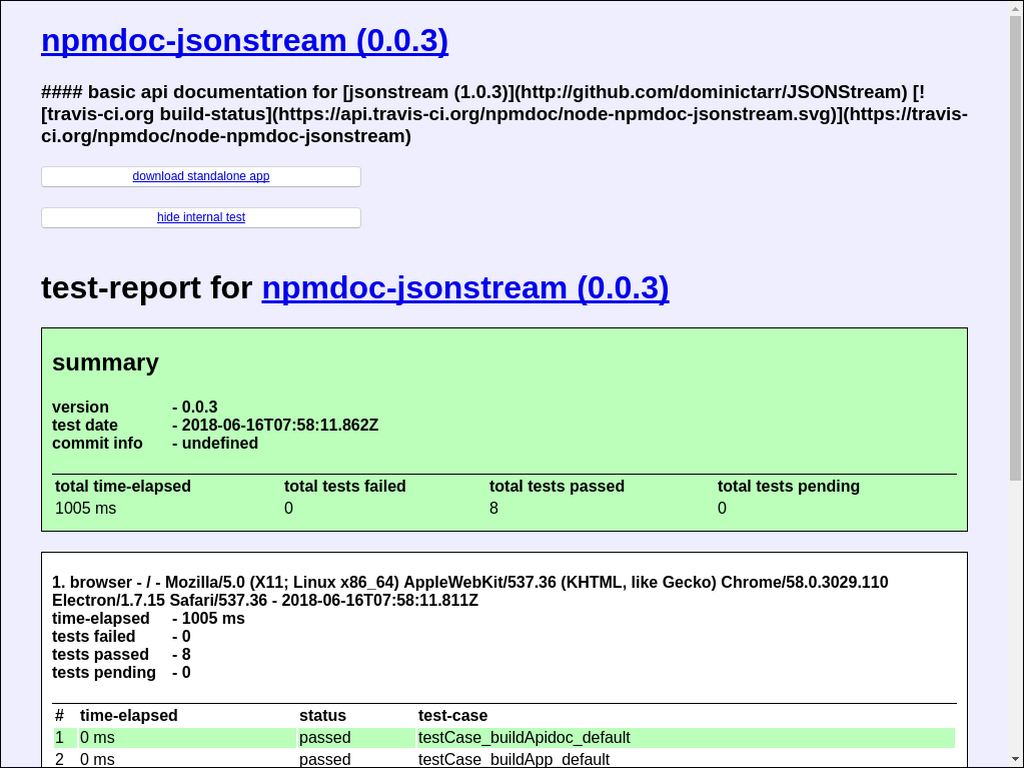 npmdoc-jsonstream (0.0.3)
#### basic api documentation for [jsonstream (1.0.3)](http://github.com/dominictarr/JSONStream) [!
[travis-ci.org build-status](https://api.travis-ci.org/npmdoc/node-npmdoc-jsonstream.svg)](https://travis-
ci.org/npmdoc/node-npmdoc-jsonstream)
download standalone app
hide internal test
test-report for npmdoc-jsonstream (0.0.3)
summary
version - 0.0.3
test date - 2018-06-16T07:58:11.862Z
commit info - undefined
total time-elapsed total tests failed total tests passed total tests pending
1005 ms 0 8 0
1. browser - / - Mozilla/5.0 (X11; Linux x86_64) AppleWebKit/537.36 (KHTML, like Gecko) Chrome/58.0.3029.110
Electron/1.7.15 Safari/537.36 - 2018-06-16T07:58:11.811Z
time-elapsed - 1005 ms
tests failed - 0
tests passed - 8
tests pending - 0
# time-elapsed status test-case
1 0 ms passed testCase_buildApidoc_default
2 0 ms passed testCase_buildApp_default